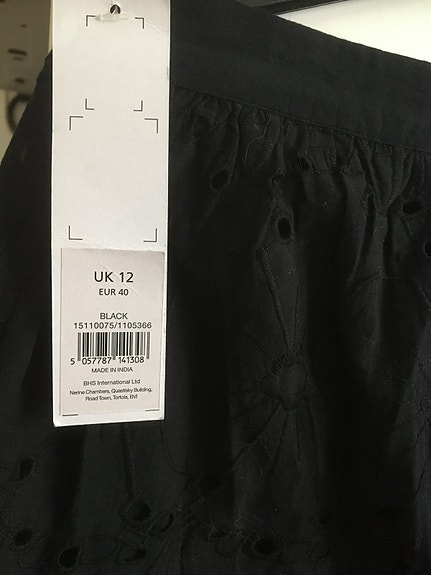 UK 12
EUR 40
BLACK
15110075/1105366
5 057787 141308
MADE IN INDIA
BHS International Ltd
Nerine Chambers, Quastisky Building,
Road Town, Tortola, BVI